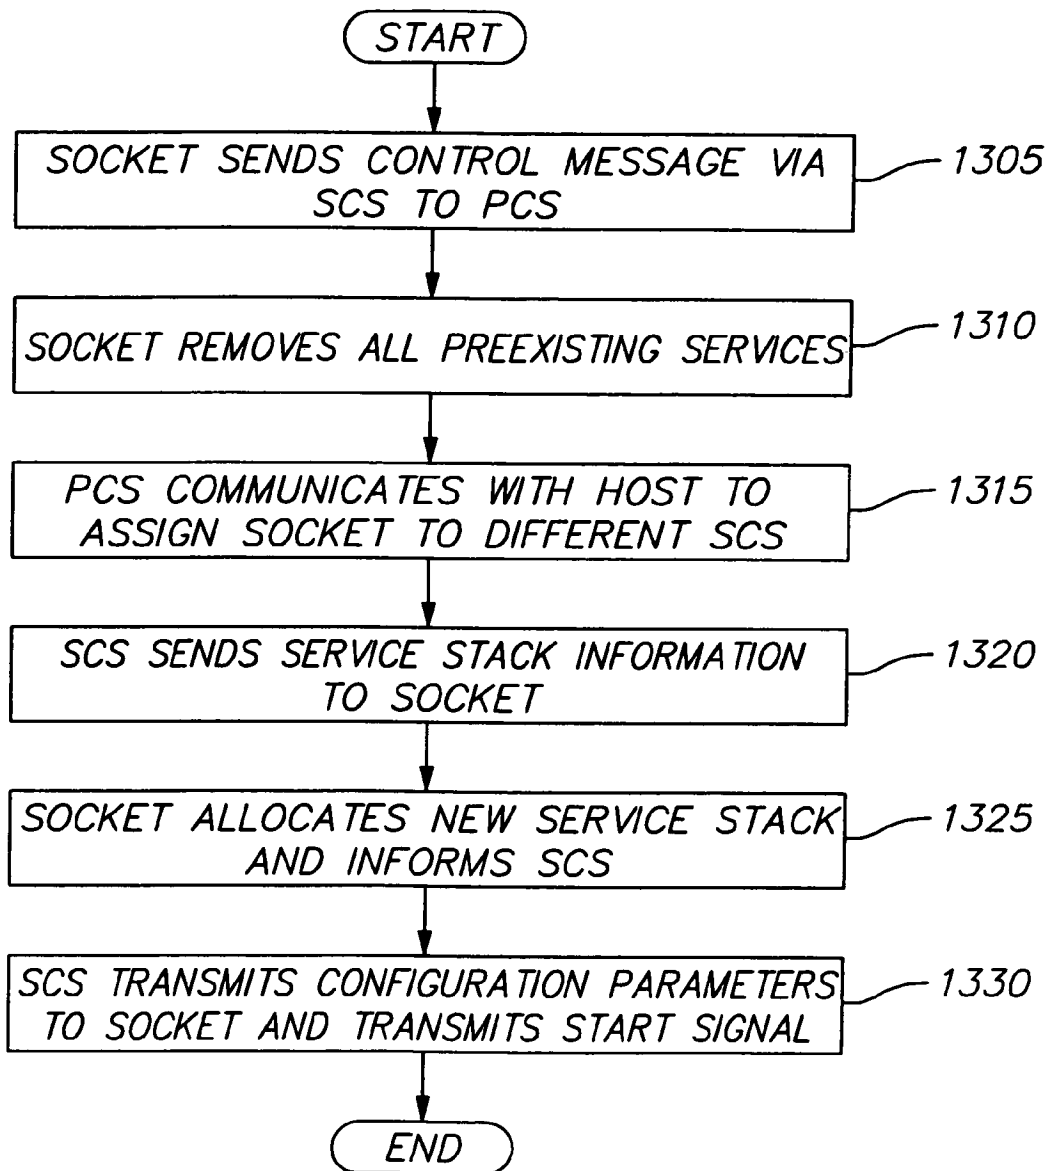 START
SOCKET SENDS CONTROL MESSAGE VIA
SCS TO PCS
1305
SOCKET REMOVES ALL PREEXISTING SERVICES
1310
PCS COMMUNICATES WITH HOST TO
ASSIGN SOCKET TO DIFFERENT SCS
1315
SCS SENDS SERVICE STACK INFORMATION
TO SOCKET
1320
SOCKET ALLOCATES NEW SERVICE STACK
AND INFORMS SCS
1325
SCS TRANSMITS CONFIGURATION PARAMETERS
TO SOCKET AND TRANSMITS START SIGNAL
1330
END